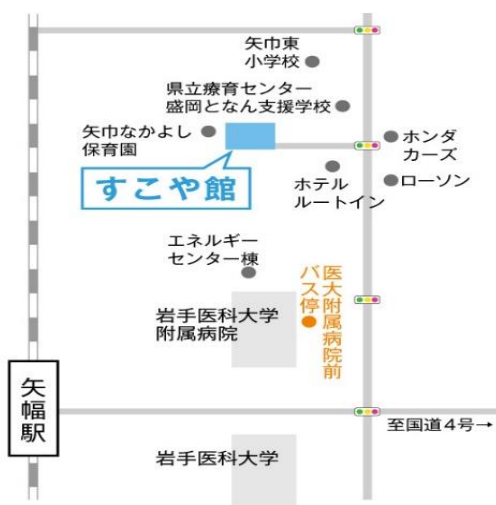 矢巾東
小学校
県立療育センター
盛岡となん支援学校
矢巾なかよし
保育園
ホンダ
カーズ
すこや館
ホテル
ルートイン
ローソン
エネルギー
センター棟
医大附属病院前
バス停
岩手医科大学
附属病院
矢幅駅
至国道4号→
岩手医科大学